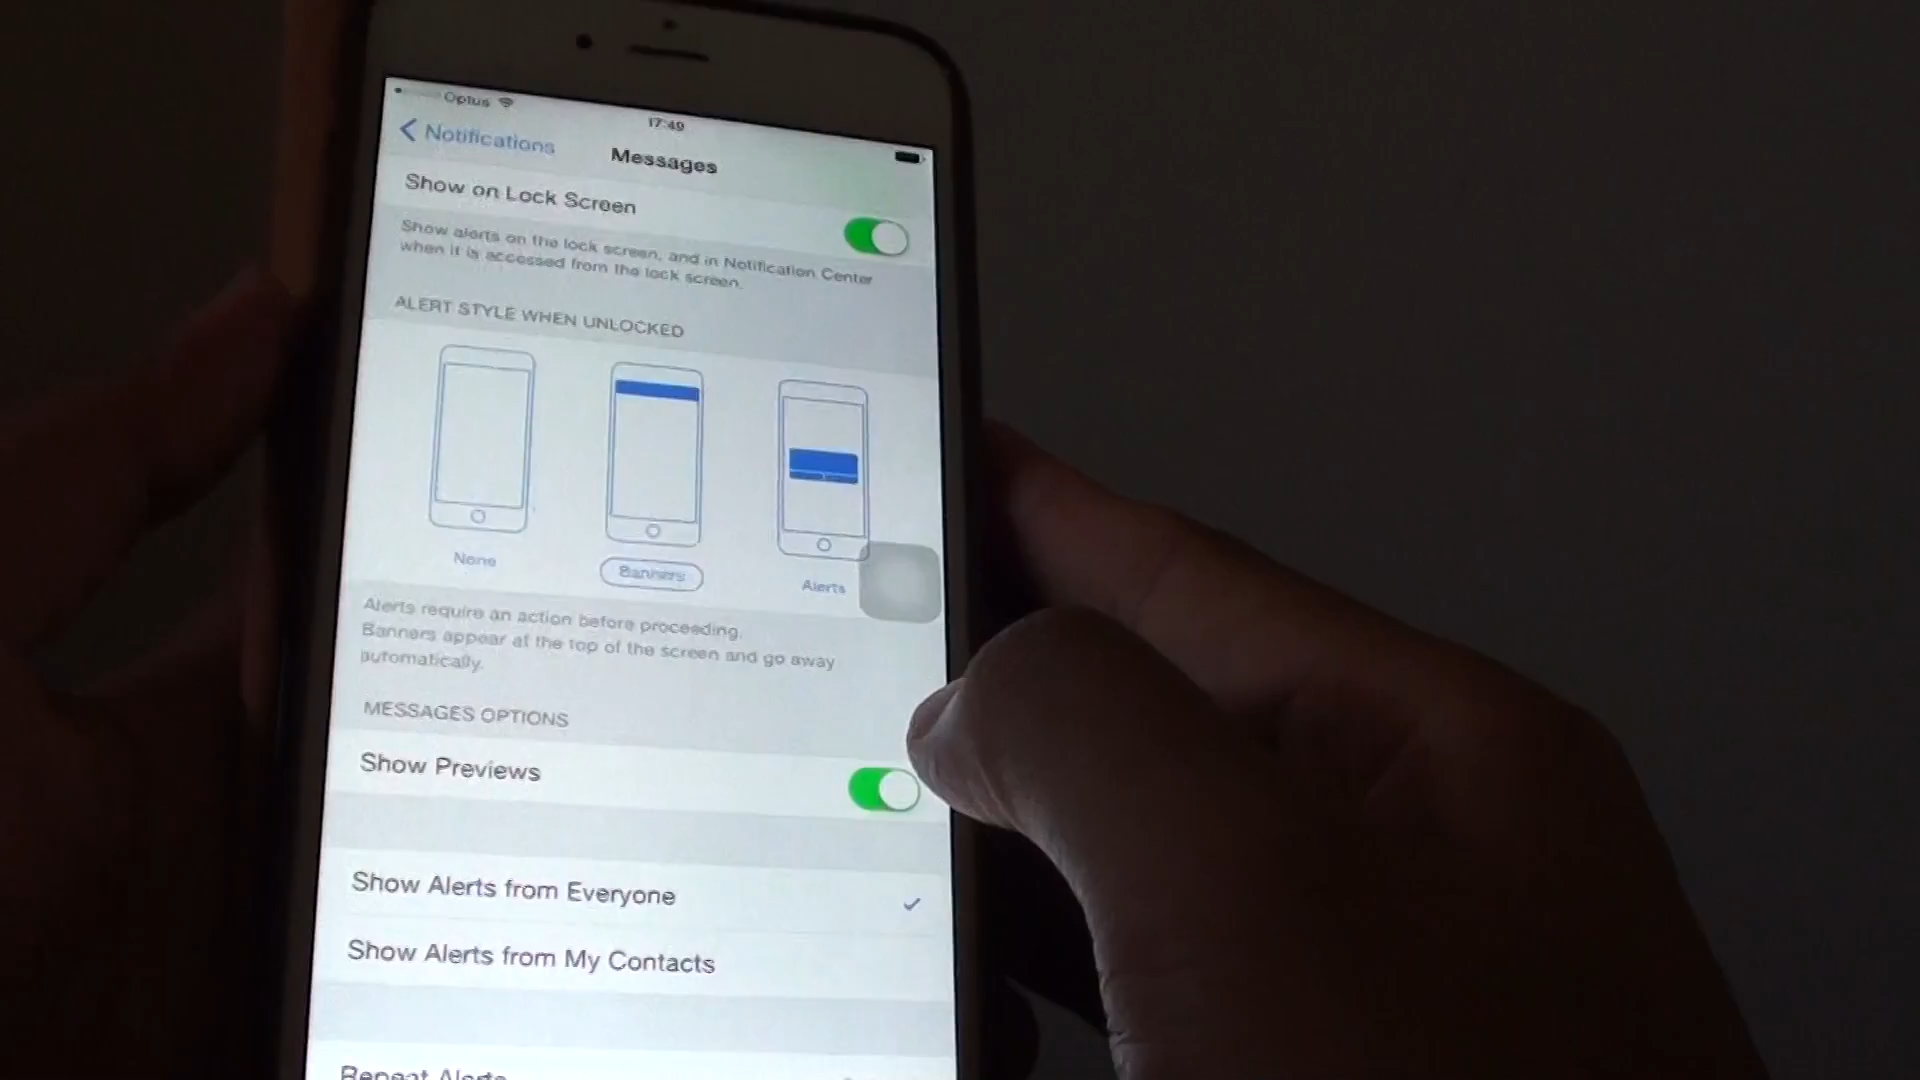 Optus
17:49
Notifications
Messages
Show on Lock Screen
Show alerts on the lock screen, and in Notification Center
when it is accessed from the lock screen.
ALERT STYLE WHEN UNLOCKED
None
Banners
Alerts
Alerts require an action before proceeding.
Banners appear at the top of the screen and go away
automatically.
MESSAGES OPTIONS
Show Previews
Show Alerts from Everyone
Show Alerts from My Contacts
Repeat Alerts